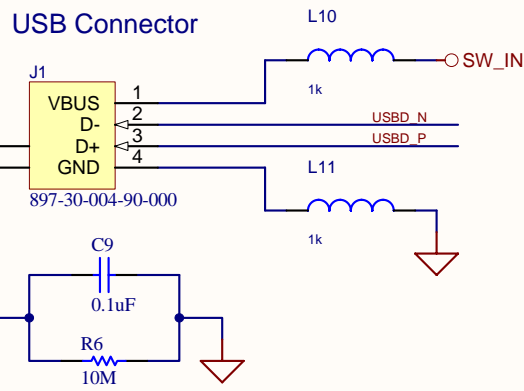 USB Connector
L10
SW_IN
1k
J1
VBUS 1
D- 2
USBD_N
D+ 3
USBD_P
GND 4
897-30-004-90-000
L11
1k
C9
0.1uF
R6
10M